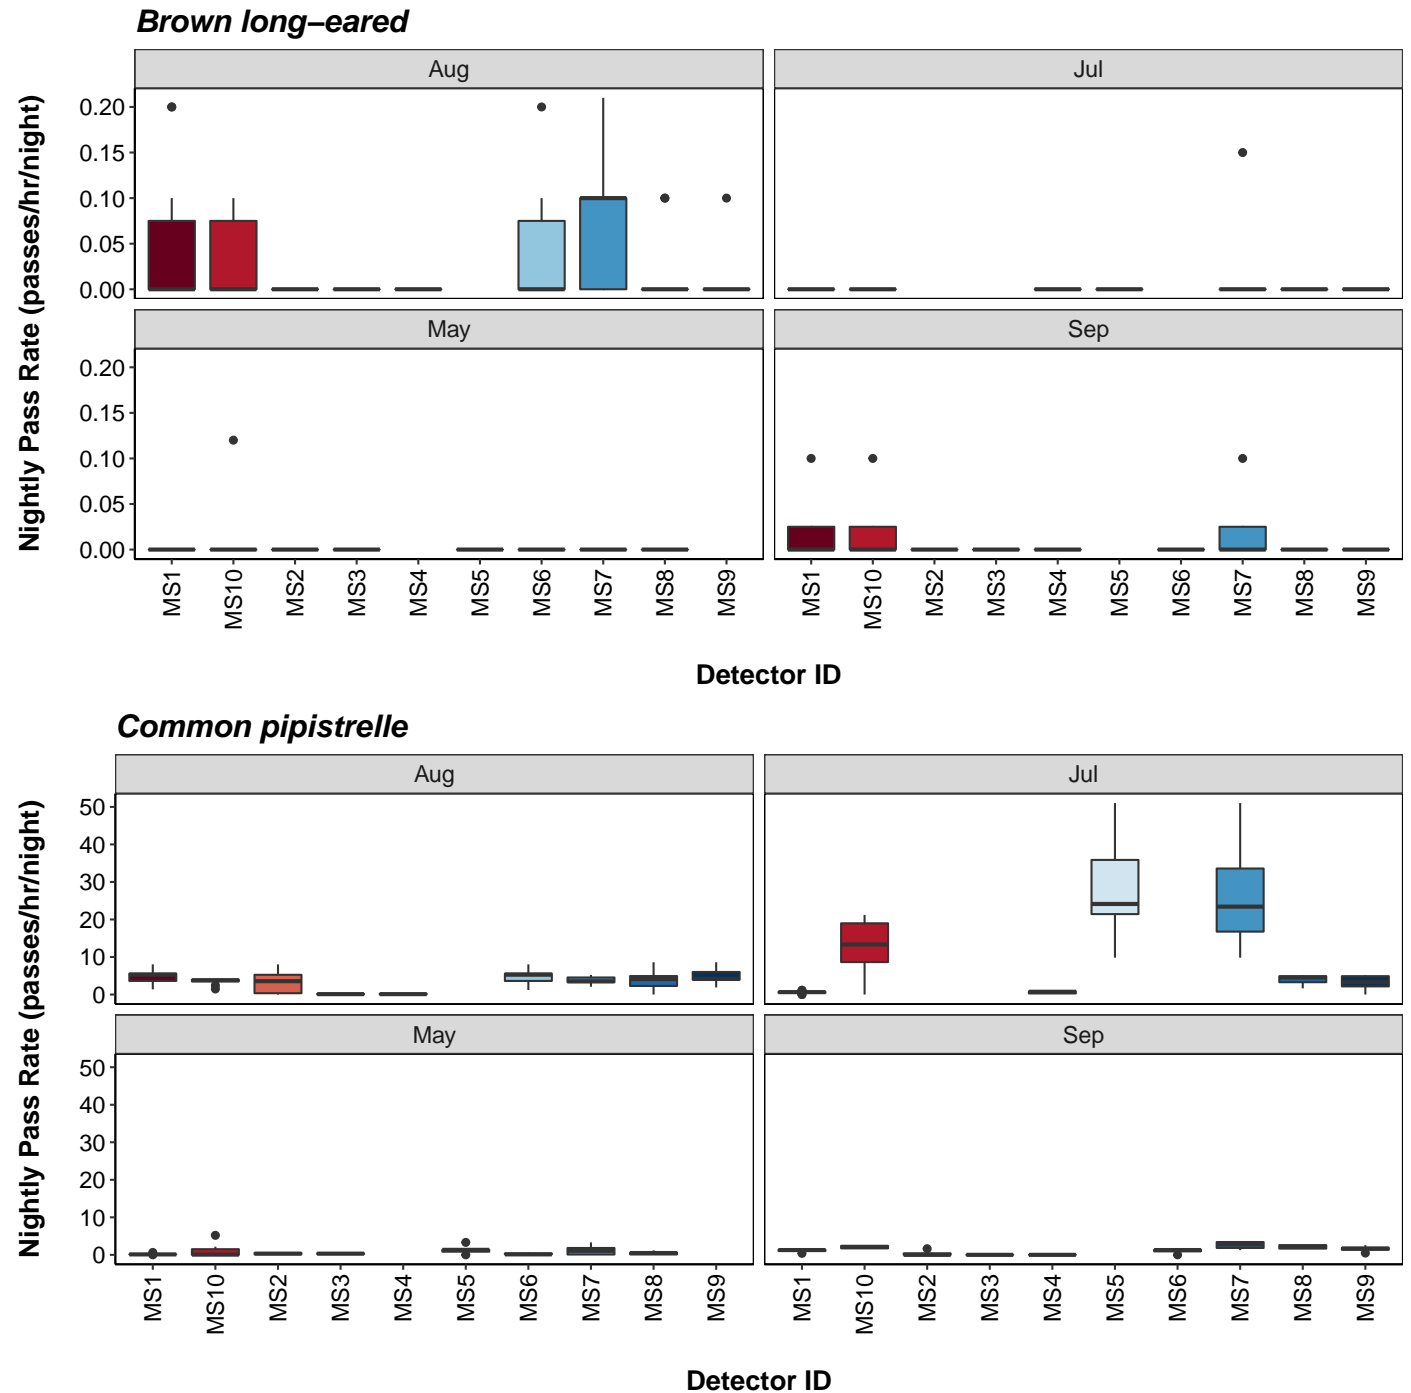 Brown long–eared
Aug
Jul
Nightly Pass Rate (passes/hr/night)
0.20
0.15
0.10
0.05
0.00
May
Sep
0.20
0.15
0.10
0.05
0.00
MS1 MS10 MS2 MS3 MS4 MS5 MS6 MS7 MS8 MS9
MS1 MS10 MS2 MS3 MS4 MS5 MS6 MS7 MS8 MS9
Detector ID
Common pipistrelle
Aug
Jul
Nightly Pass Rate (passes/hr/night)
50
40
30
20
10
0
May
Sep
50
40
30
20
10
0
MS1 MS10 MS2 MS3 MS4 MS5 MS6 MS7 MS8 MS9
MS1 MS10 MS2 MS3 MS4 MS5 MS6 MS7 MS8 MS9
Detector ID